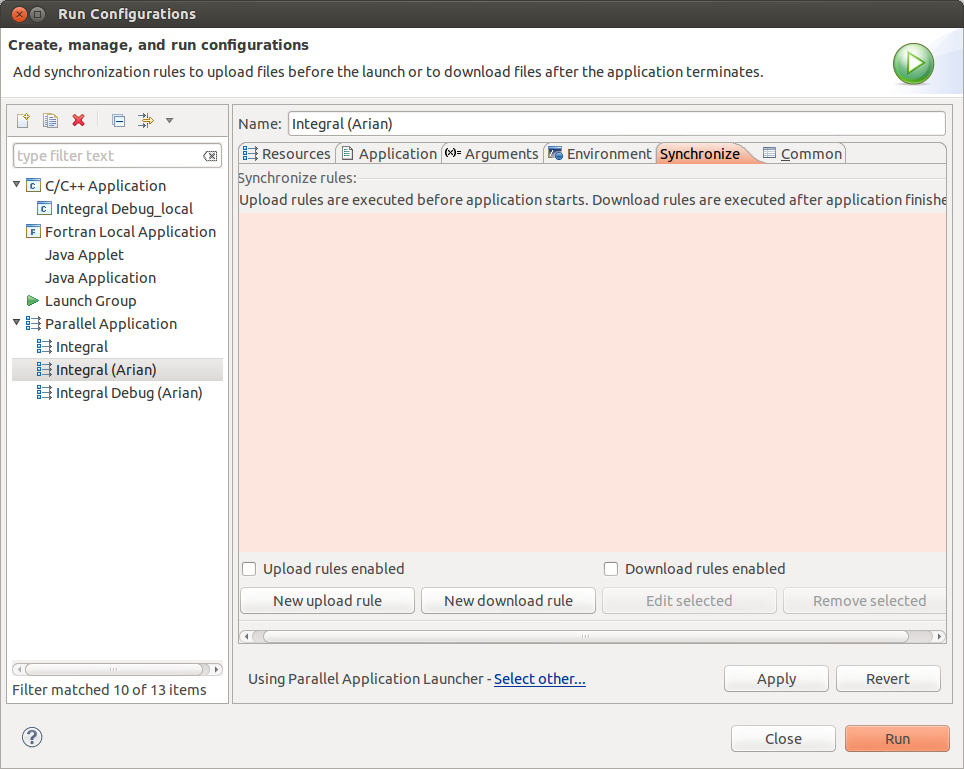 Run Configurations
Create, manage, and run configurations
Add synchronization rules to upload files before the launch or to download files after the application terminates.
type filter text
C/C++ Application
Integral Debug_local
Fortran Local Application
Java Applet
Java Application
Launch Group
Parallel Application
Integral
Integral (Arian)
Integral Debug (Arian)
Filter matched 10 of 13 items
Name: Integral (Arian)
Resources Application (x)= Arguments Environment Synchronize Common
Synchronize rules:
Upload rules are executed before application starts. Download rules are executed after application finishe
Upload rules enabled Download rules enabled
New upload rule New download rule Edit selected Remove selected
Using Parallel Application Launcher - Select other...
Apply Revert
? Close Run